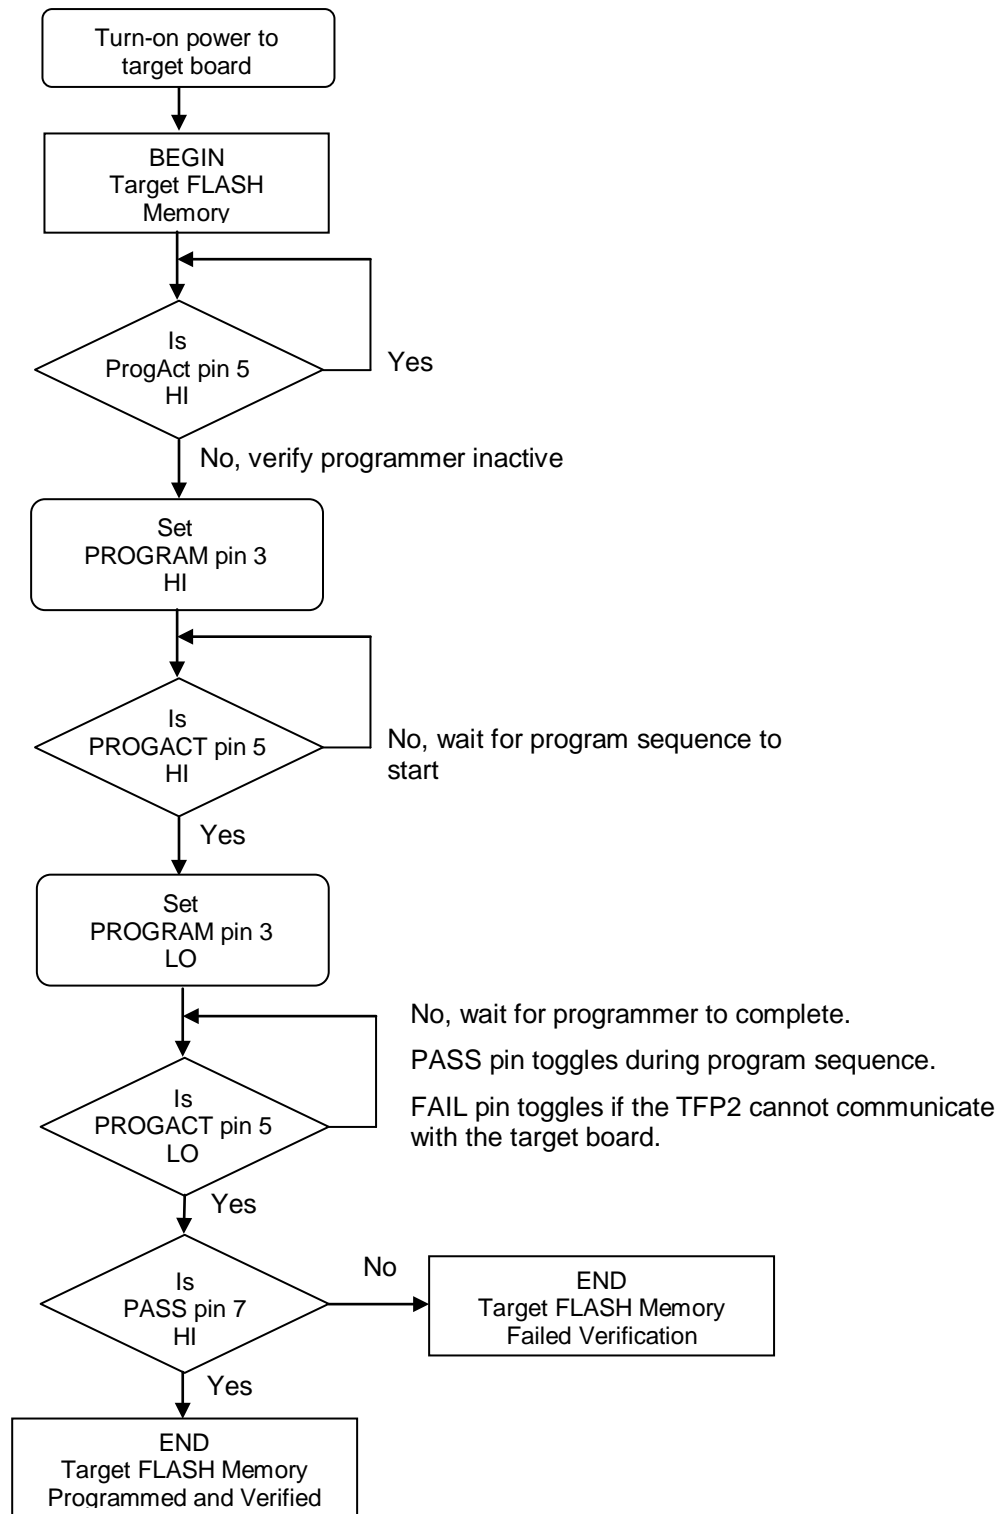 Turn-on power to
target board
BEGIN
Target FLASH
Memory
Is
ProgAct pin 5
HI
Yes
No, verify programmer inactive
Set
PROGRAM pin 3
HI
Is
PROGACT pin 5
HI
No, wait for program sequence to
start
Yes
Set
PROGRAM pin 3
LO
No, wait for programmer to complete.
PASS pin toggles during program sequence.
FAIL pin toggles if the TFP2 cannot communicate
with the target board.
Is
PROGACT pin 5
LO
Yes
Is
PASS pin 7
HI
No
END
Target FLASH Memory
Failed Verification
Yes
END
Target FLASH Memory
Programmed and Verified